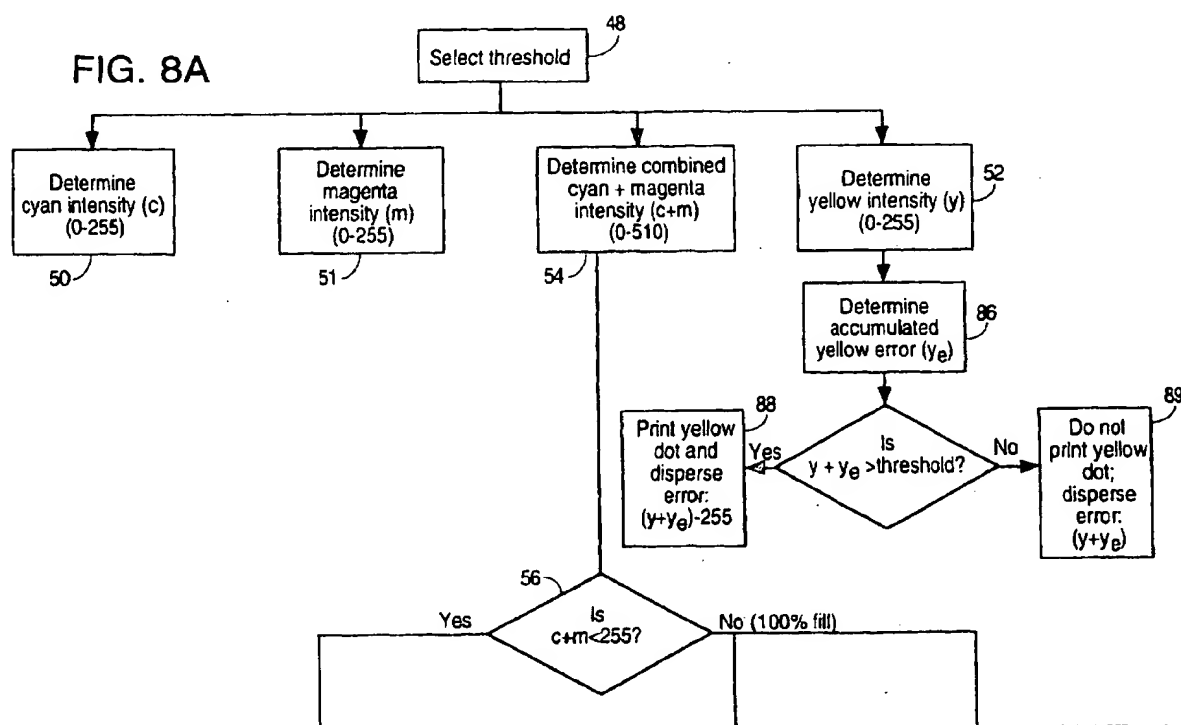 FIG. 8A
Select threshold
48
Determine
cyan intensity (c)
(0-255)
50
Determine
magenta
intensity (m)
(0-255)
51
Determine combined
cyan + magenta
intensity (c+m)
(0-510)
54
Determine
yellow intensity (y)
(0-255)
52
Determine
accumulated
yellow error (ye)
86
Is
y + ye >threshold?
Yes
No
88
Print yellow
dot and
disperse
error:
(y+ye)-255
89
Do not
print yellow
dot;
disperse
error:
(y+ye)
56
Is
c+m<255?
Yes
No (100% fill)